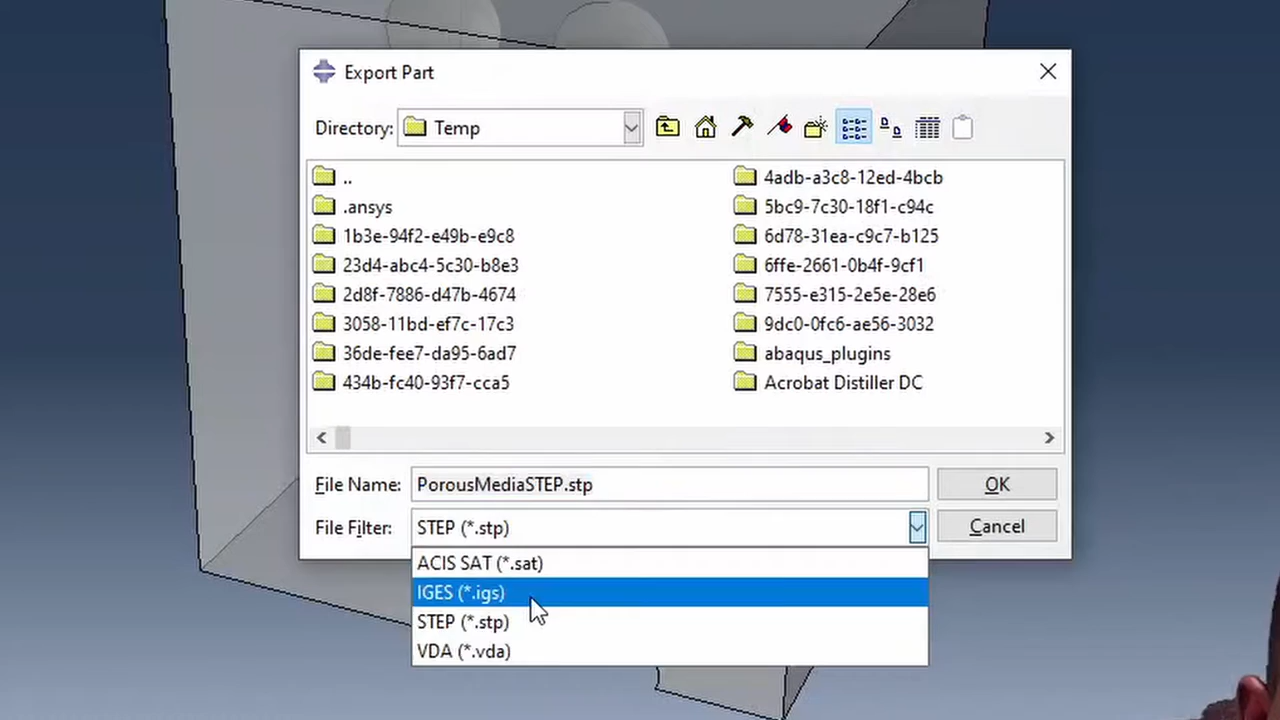 Export Part
Directory: Temp
..
.ansys
1b3e-94f2-e49b-e9c8
23d4-abc4-5c30-b8e3
2d8f-7886-d47b-4674
3058-11bd-ef7c-17c3
36de-fee7-da95-6ad7
434b-fc40-93f7-cca5
4adb-a3c8-12ed-4bcb
5bc9-7c30-18f1-c94c
6d78-31ea-c9c7-b125
6ffe-2661-0b4f-9cf1
7555-e315-2e5e-28e6
9dc0-0fc6-ae56-3032
abaqus_plugins
Acrobat Distiller DC
File Name: PorousMediaSTEP.stp OK
File Filter: STEP (*.stp) Cancel
ACIS SAT (*.sat)
IGES (*.igs)
STEP (*.stp)
VDA (*.vda)